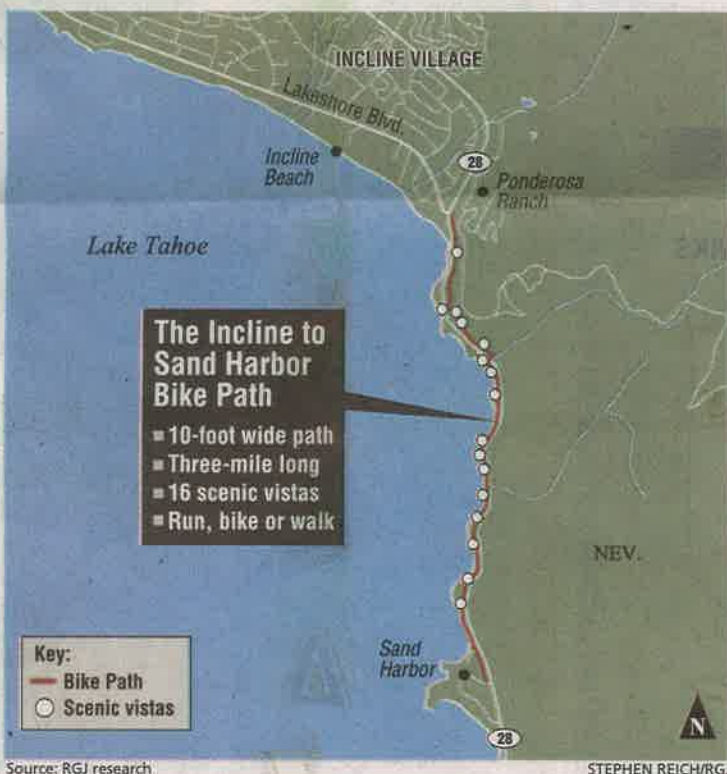 INCLINE VILLAGE
Lakeshore Blvd.
Incline
Beach
28
Ponderosa
Ranch
Lake Tahoe
The Incline to
Sand Harbor
Bike Path
10-foot wide path
Three-mile long
16 scenic vistas
Run, bike or walk
NEV.
Key:
Bike Path
Scenic vistas
Sand
Harbor
28
N
Source: RGJ research
STEPHEN REICH/RG